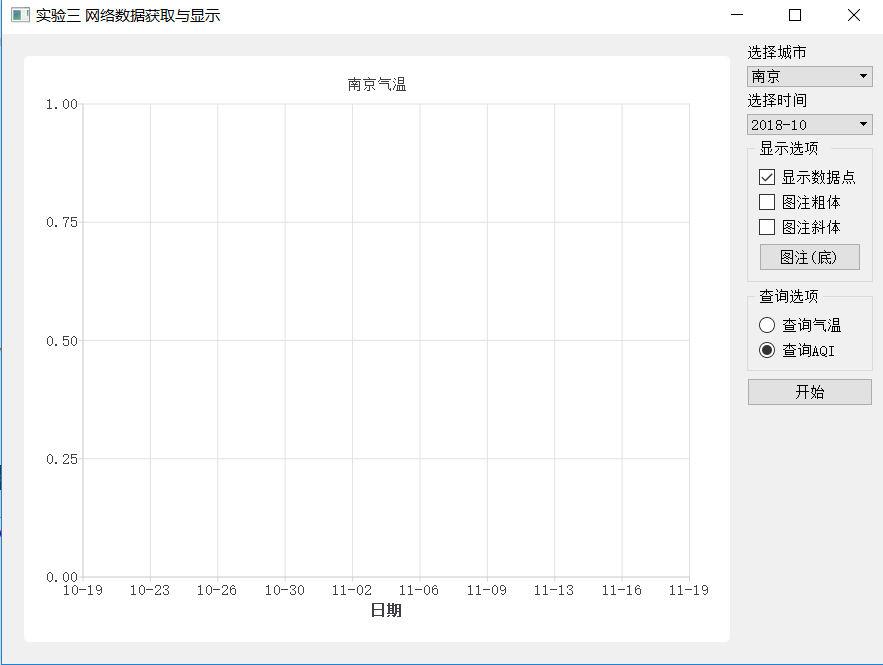 实验三 网络数据获取与显示
南京气温
1.00
0.75
0.50
0.25
0.00
10-19 10-23 10-26 10-30 11-02 11-06 11-09 11-13 11-16 11-19
日期
选择城市
南京
选择时间
2018-10
显示选项
显示数据点
图注粗体
图注斜体
图注(底)
查询选项
查询气温
查询AQI
开始